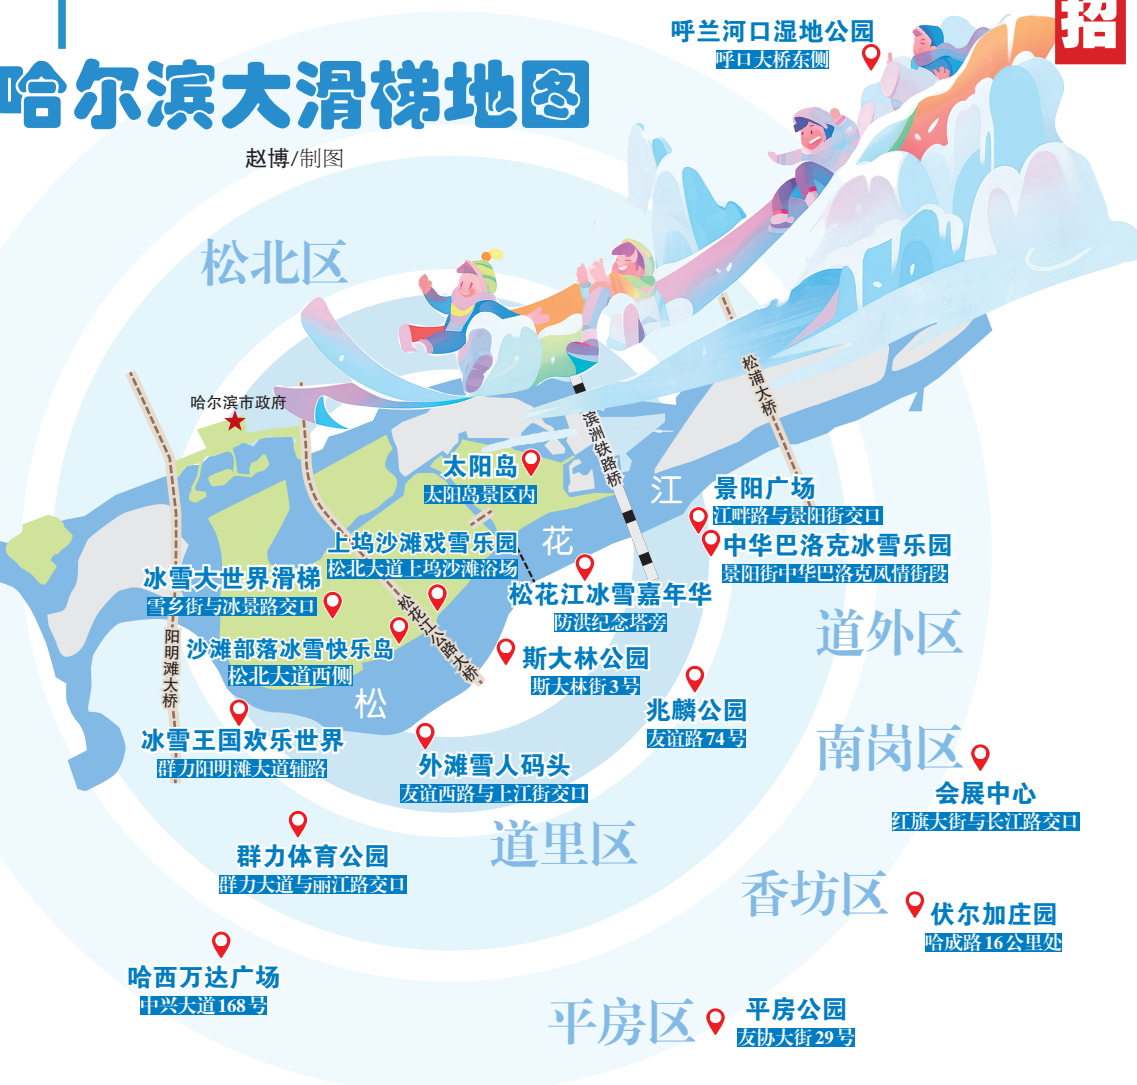 招
呼兰河口湿地公园
呼口大桥东侧
哈尔滨大滑梯地图
赵博/制图
松北区
哈尔滨市政府
松浦大桥
滨洲铁路桥
太阳岛
太阳岛景区内
江
景阳广场
江畔路与景阳街交口
花
上坞沙滩戏雪乐园
松北大道上坞沙滩浴场
中华巴洛克冰雪乐园
景阳街中华巴洛克风情街段
冰雪大世界滑梯
雪乡街与冰景路交口
松花江冰雪嘉年华
防洪纪念塔旁
松花江公路大桥
道外区
阳明滩大桥
沙滩部落冰雪快乐岛
松北大道西侧
斯大林公园
斯大林街3号
松
兆麟公园
友谊路74号
冰雪王国欢乐世界
群力阳明滩大道辅路
南岗区
外滩雪人码头
友谊西路与上江街交口
会展中心
红旗大街与长江路交口
道里区
群力体育公园
群力大道与丽江路交口
香坊区
伏尔加庄园
哈成路16公里处
哈西万达广场
中兴大道168号
平房区
平房公园
友协大街29号